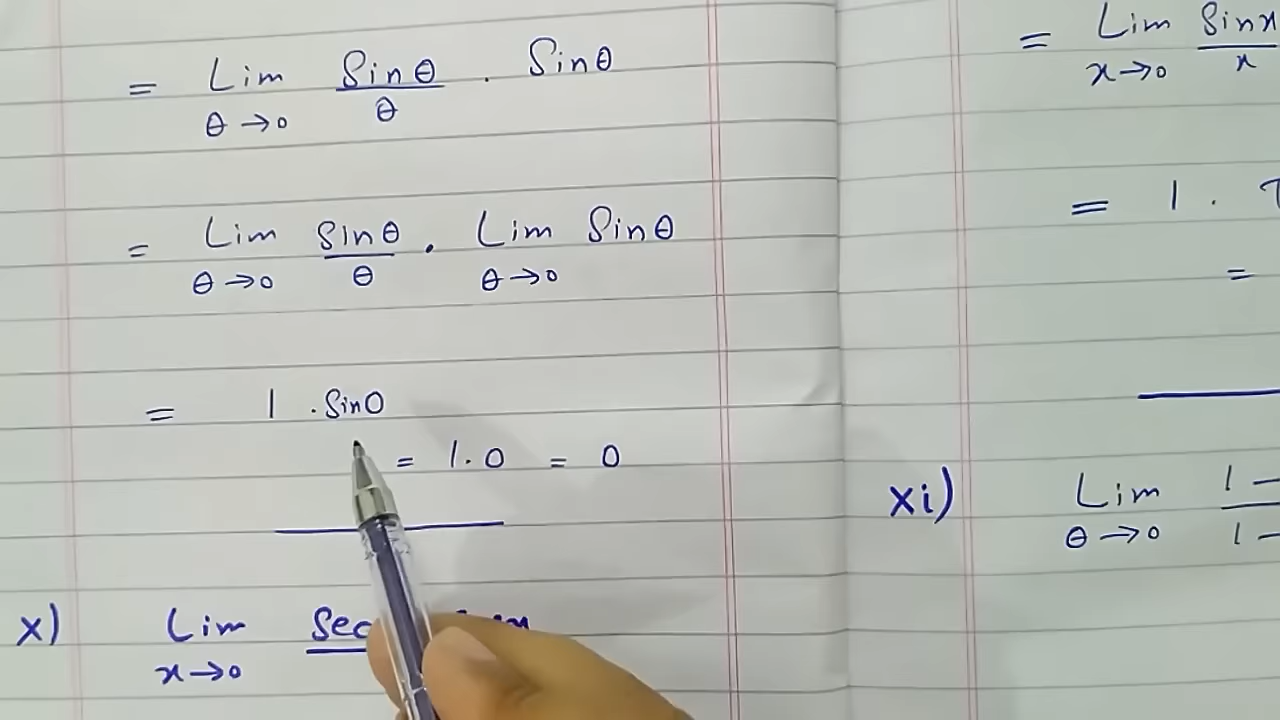 = Lim Sinθ/θ . Sinθ
θ→0
= Lim Sinθ/θ . Lim Sinθ
θ→0 θ→0
= 1 . Sin0
= 1.0 = 0
x) Lim Sec
x→0
= Lim Sinx/x
x→0
= 1 .
=
xi) Lim 1 - / 1 -
θ→0